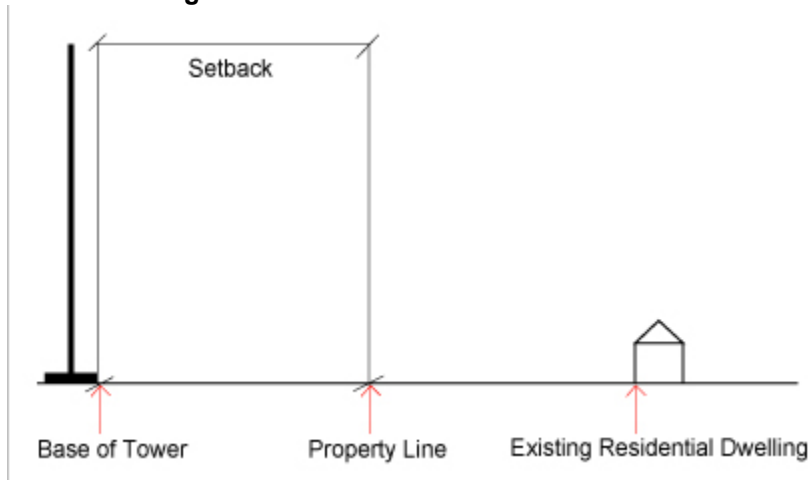 Setback
Base of Tower
Property Line
Existing Residential Dwelling